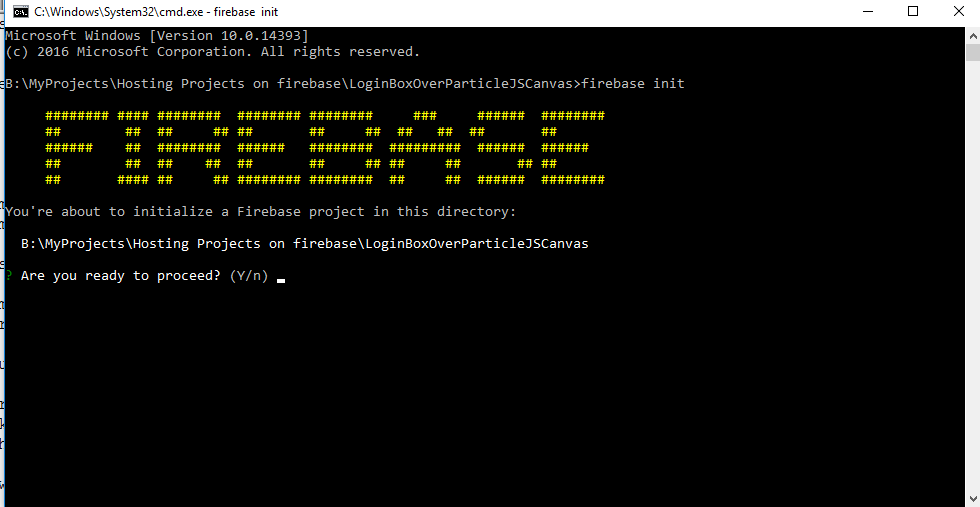 C:\Windows\System32\cmd.exe - firebase init
Microsoft Windows [Version 10.0.14393]
(c) 2016 Microsoft Corporation. All rights reserved.
B:\MyProjects\Hosting Projects on firebase\LoginBoxOverParticleJSCanvas>firebase init
FIREBASE
You're about to initialize a Firebase project in this directory:
B:\MyProjects\Hosting Projects on firebase\LoginBoxOverParticleJSCanvas
? Are you ready to proceed? (Y/n)